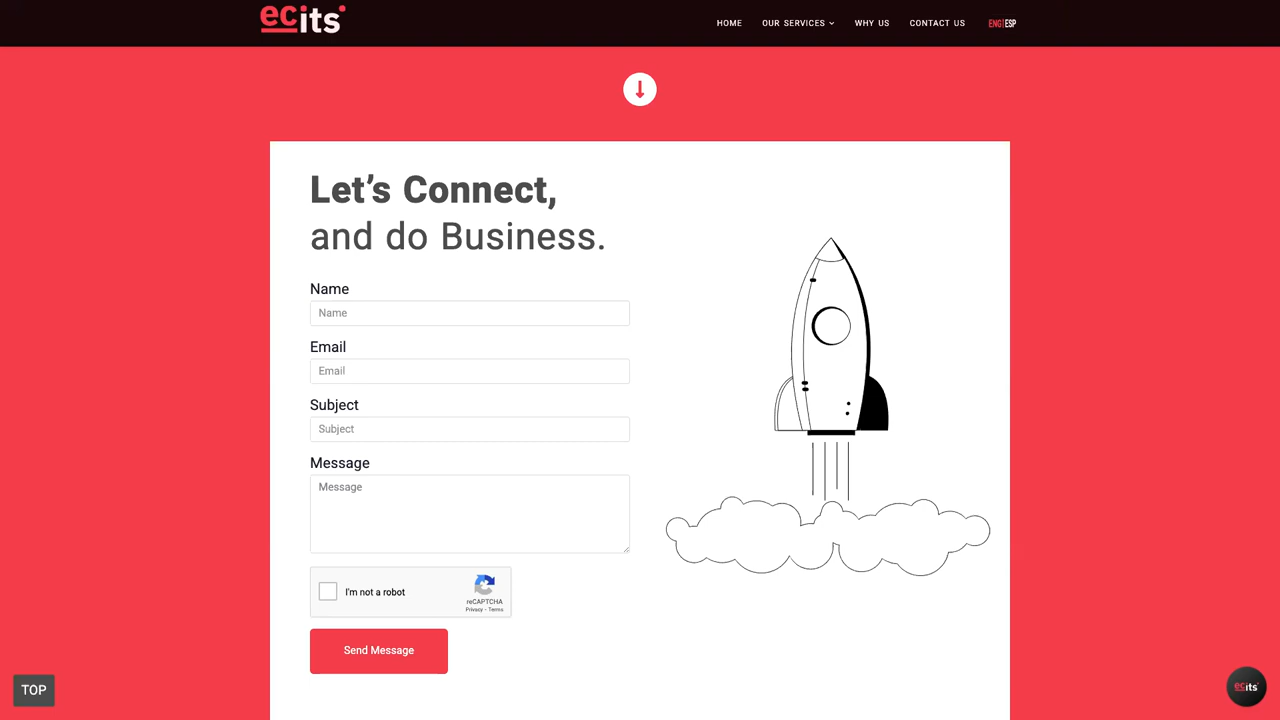 ecits
HOME OUR SERVICES WHY US CONTACT US ENG|ESP
Let's Connect,
and do Business.
Name
Name
Email
Email
Subject
Subject
Message
Message
I'm not a robot
reCAPTCHA
Privacy - Terms
Send Message
TOP
ecits